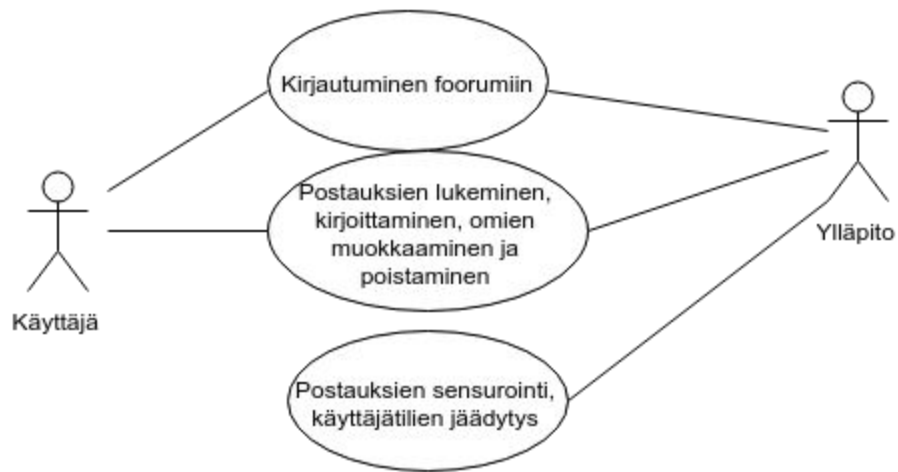 Kirjautuminen foorumiin
Postauksien lukeminen,
kirjoittaminen, omien
muokkaaminen ja
poistaminen
Ylläpito
Käyttäjä
Postauksien sensurointi,
käyttäjätilien jäädytys